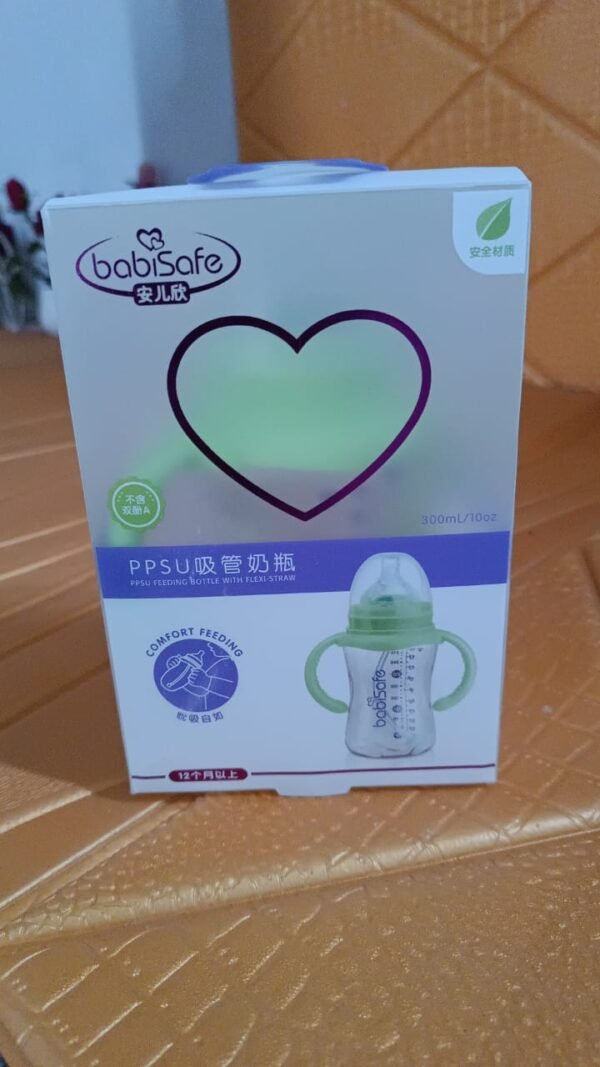 babisafe
安儿欣
安全材质
不含
双酚A
300mL/10oz
PPSU吸管奶瓶
PPSU FEEDING BOTTLE WITH FLEXI-STRAW
COMFORT FEEDING
吮吸自如
babisafe
12个月以上